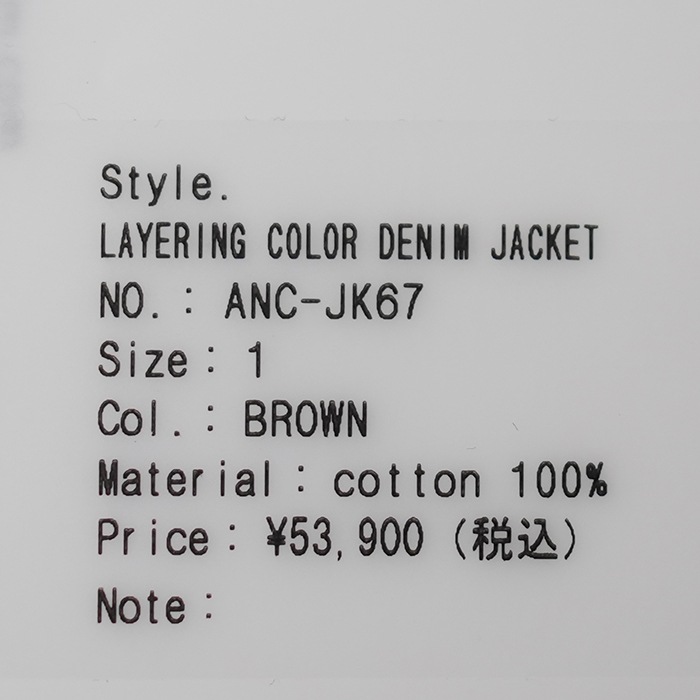 Style.
LAYERING COLOR DENIM JACKET
NO.: ANC-JK67
Size: 1
Col.: BROWN
Material: cotton 100%
Price: ¥53,900 (税込)
Note: